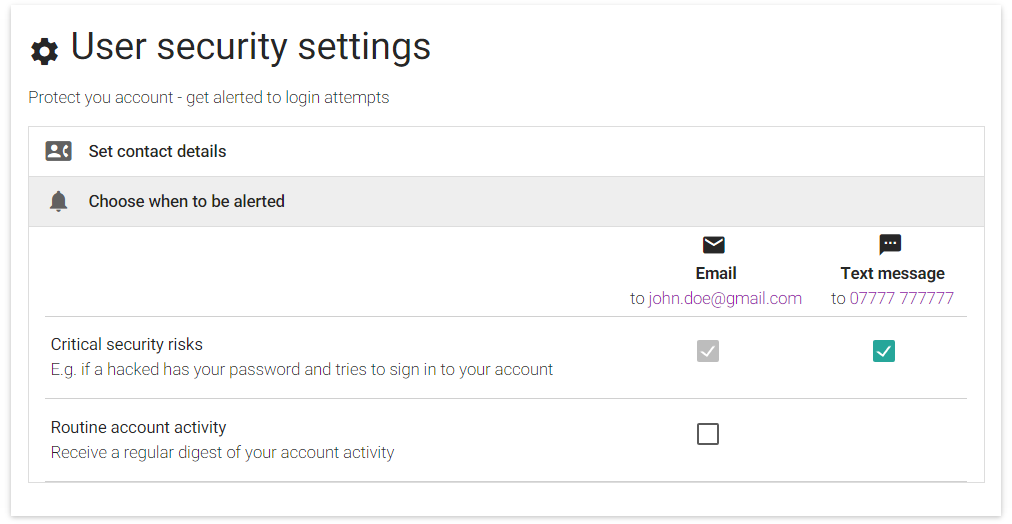 User security settings
Protect you account - get alerted to login attempts
Set contact details
Choose when to be alerted
Email
Text message
to john.doe@gmail.com
to 07777 777777
Critical security risks
E.g. if a hacked has your password and tries to sign in to your account
Routine account activity
Receive a regular digest of your account activity